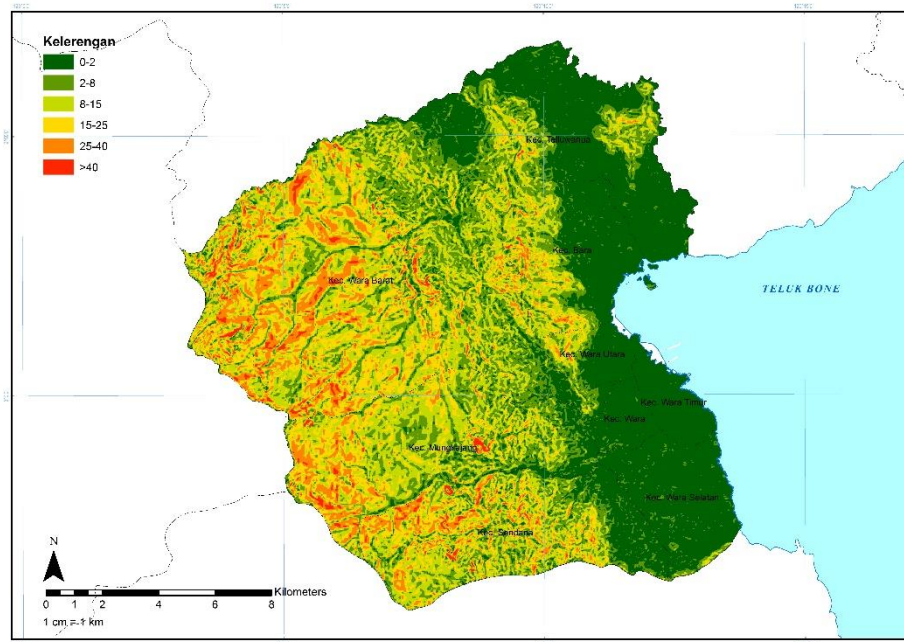 Kelerengan
0-2
2-8
8-15
15-25
25-40
>40
Kec. Telluwanua
Kec. Bara
Kec. Wara Barat
TELUK BONE
Kec. Wara Utara
Kec. Wara Timur
Kec. Wara
Kec. Mungkajang
Kec. Wara Selatan
Kec. Sendana
N
Kilometers
0 1 2 4 6 8
1 cm = 1 km